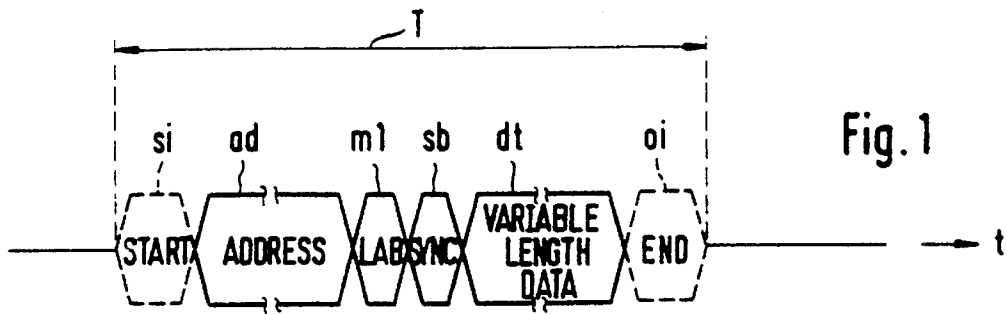 T
si ad m1 sb dt oi
Fig. 1
START ADDRESS LAB SYNC VARIABLE LENGTH DATA END
t